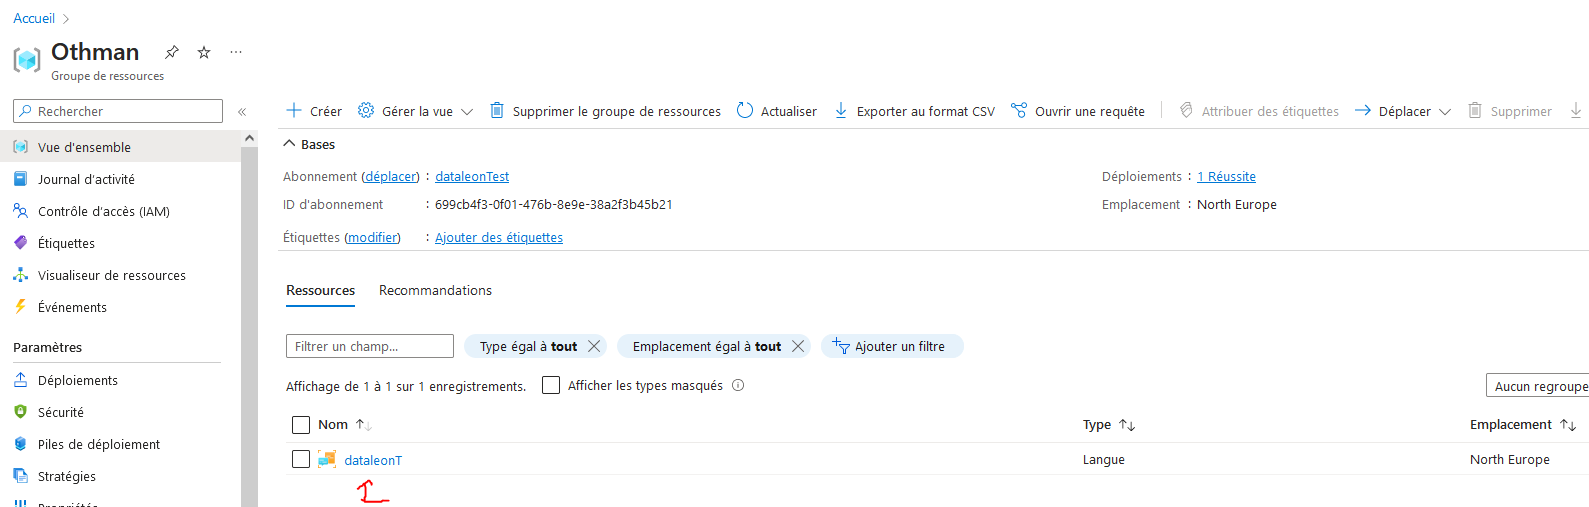 Accueil
Othman
Groupe de ressources
Rechercher
Créer Gérer la vue Supprimer le groupe de ressources Actualiser Exporter au format CSV Ouvrir une requête Attribuer des étiquettes Déplacer Supprimer
Vue d'ensemble
Journal d'activité
Contrôle d'accès (IAM)
Étiquettes
Visualiseur de ressources
Événements
Paramètres
Déploiements
Sécurité
Piles de déploiement
Stratégies
Propriétés
Bases
Abonnement (déplacer) : dataleonTest
Déploiements : 1 Réussite
ID d'abonnement : 699cb4f3-0f01-476b-8e9e-38a2f3b45b21
Emplacement : North Europe
Étiquettes (modifier) : Ajouter des étiquettes
Ressources Recommandations
Filtrer un champ... Type égal à tout Emplacement égal à tout Ajouter un filtre
Affichage de 1 à 1 sur 1 enregistrements. Afficher les types masqués Aucun regroupe
Nom Type Emplacement
dataleonT Langue North Europe
1